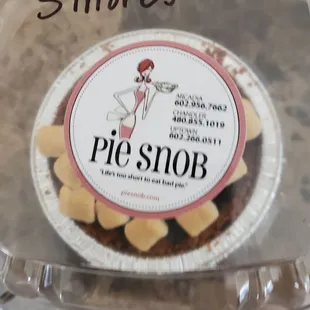 S'mores
ARCADIA
602.956.7662
CHANDLER
480.855.1019
UPTOWN
602.266.0511
PIE SNOB
"Life's too short to eat bad pie."
piesnob.com